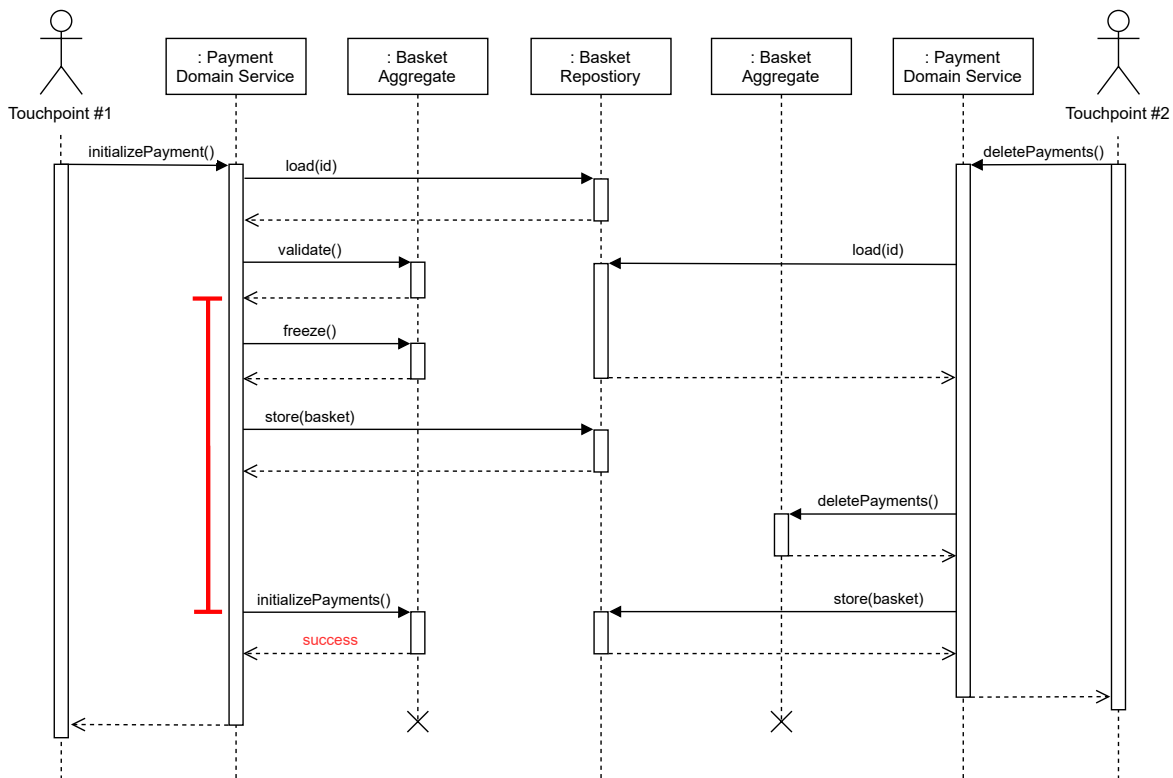 : Payment
Domain Service
: Basket
Aggregate
: Basket
Repostiory
: Basket
Aggregate
: Payment
Domain Service
Touchpoint #1
Touchpoint #2
initializePayment()
deletePayments()
load(id)
validate()
load(id)
freeze()
store(basket)
deletePayments()
initializePayments()
store(basket)
success